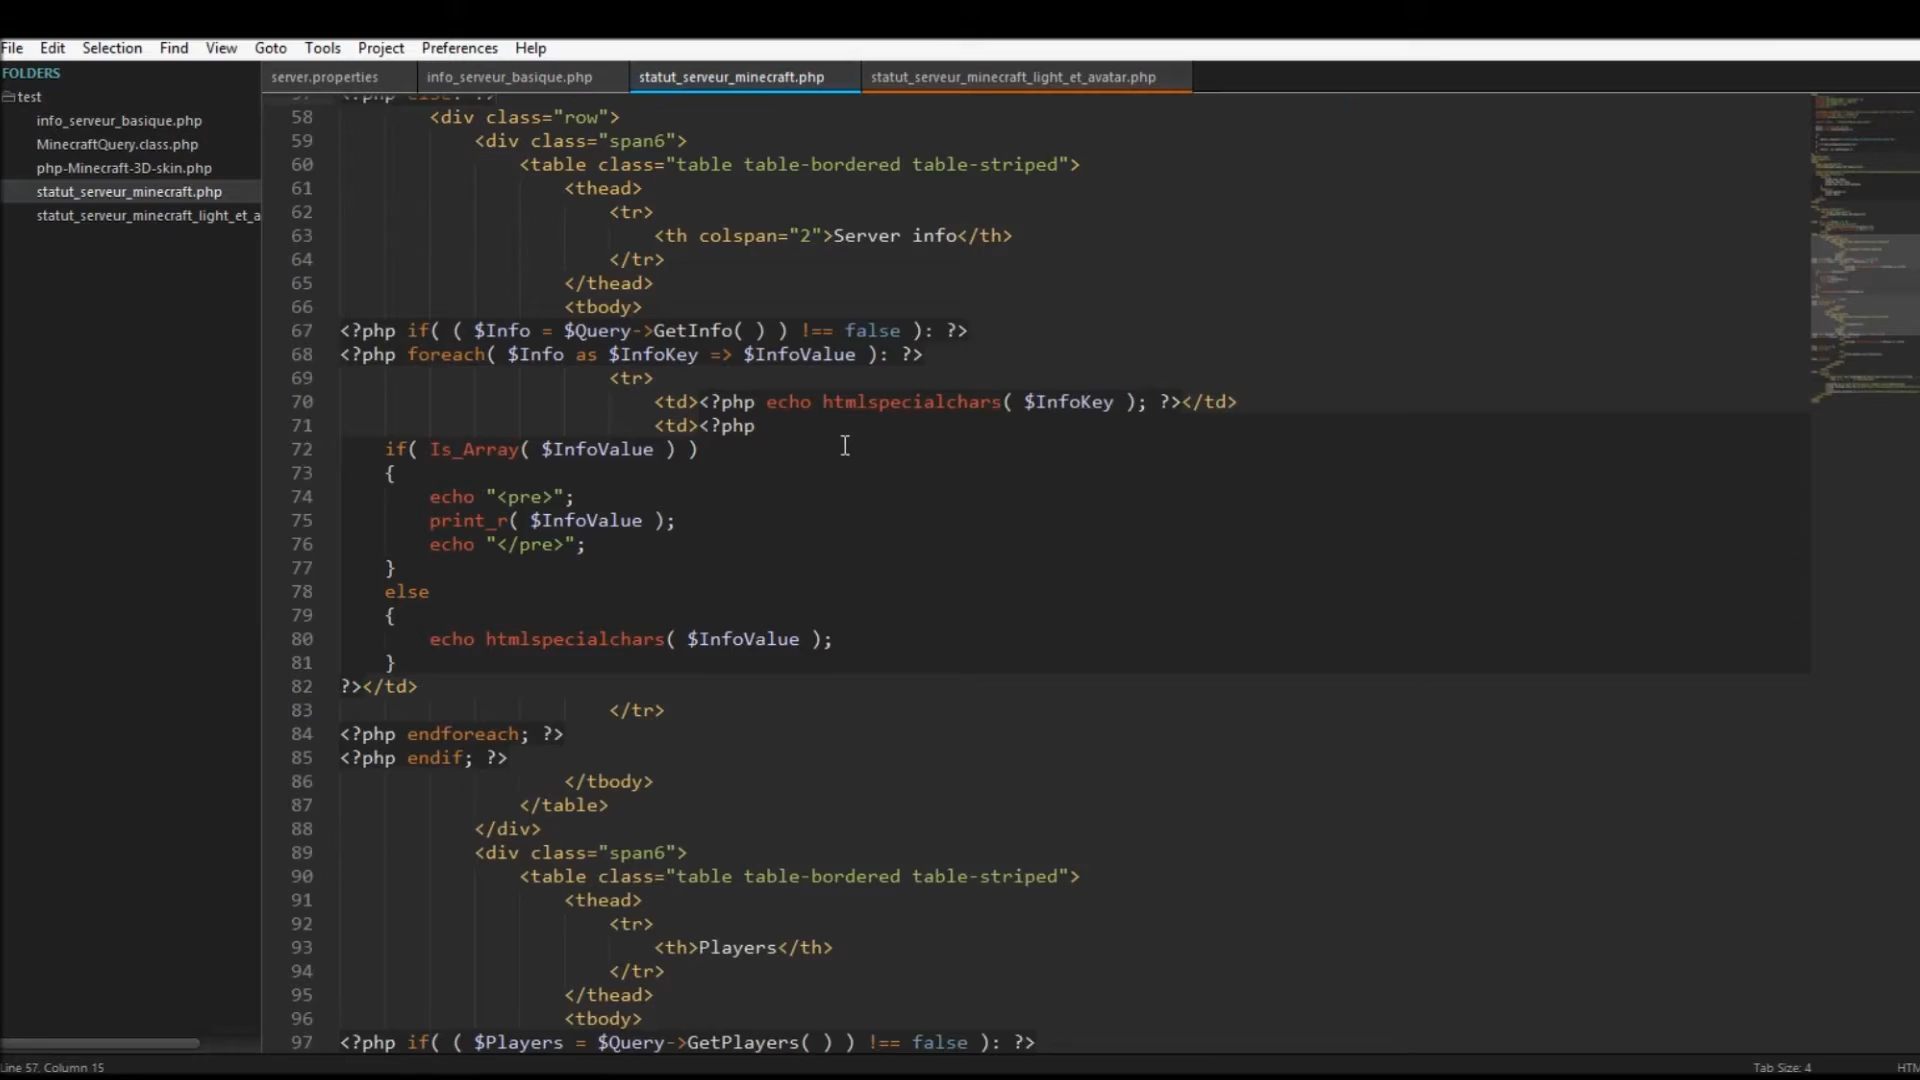 File Edit Selection Find View Goto Tools Project Preferences Help
FOLDERS
test
info_serveur_basique.php
MinecraftQuery.class.php
php-Minecraft-3D-skin.php
statut_serveur_minecraft.php
statut_serveur_minecraft_light_et_a
server.properties info_serveur_basique.php statut_serveur_minecraft.php statut_serveur_minecraft_light_et_avatar.php
57 <?php else: ?>
58 <div class="row">
59 <div class="span6">
60 <table class="table table-bordered table-striped">
61 <thead>
62 <tr>
63 <th colspan="2">Server info</th>
64 </tr>
65 </thead>
66 <tbody>
67 <?php if( ( $Info = $Query->GetInfo( ) ) !== false ): ?>
68 <?php foreach( $Info as $InfoKey => $InfoValue ): ?>
69 <tr>
70 <td><?php echo htmlspecialchars( $InfoKey ); ?></td>
71 <td><?php
72 if( Is_Array( $InfoValue ) )
73 {
74 echo "<pre>";
75 print_r( $InfoValue );
76 echo "</pre>";
77 }
78 else
79 {
80 echo htmlspecialchars( $InfoValue );
81 }
82 ?></td>
83 </tr>
84 <?php endforeach; ?>
85 <?php endif; ?>
86 </tbody>
87 </table>
88 </div>
89 <div class="span6">
90 <table class="table table-bordered table-striped">
91 <thead>
92 <tr>
93 <th>Players</th>
94 </tr>
95 </thead>
96 <tbody>
97 <?php if( ( $Players = $Query->GetPlayers( ) ) !== false ): ?>
Line 57, Column 15 Tab Size: 4 HTM